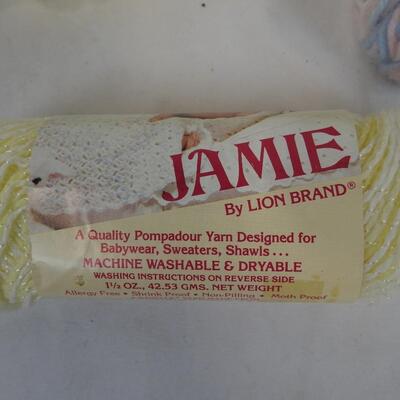 JAMIE
By LION BRAND®
A Quality Pompadour Yarn Designed for
Babywear, Sweaters, Shawls ...
MACHINE WASHABLE & DRYABLE
WASHING INSTRUCTIONS ON REVERSE SIDE
1½ OZ., 42.53 GMS. NET WEIGHT
Allergy Free • Shrink Proof • Non-Pilling • Moth Proof